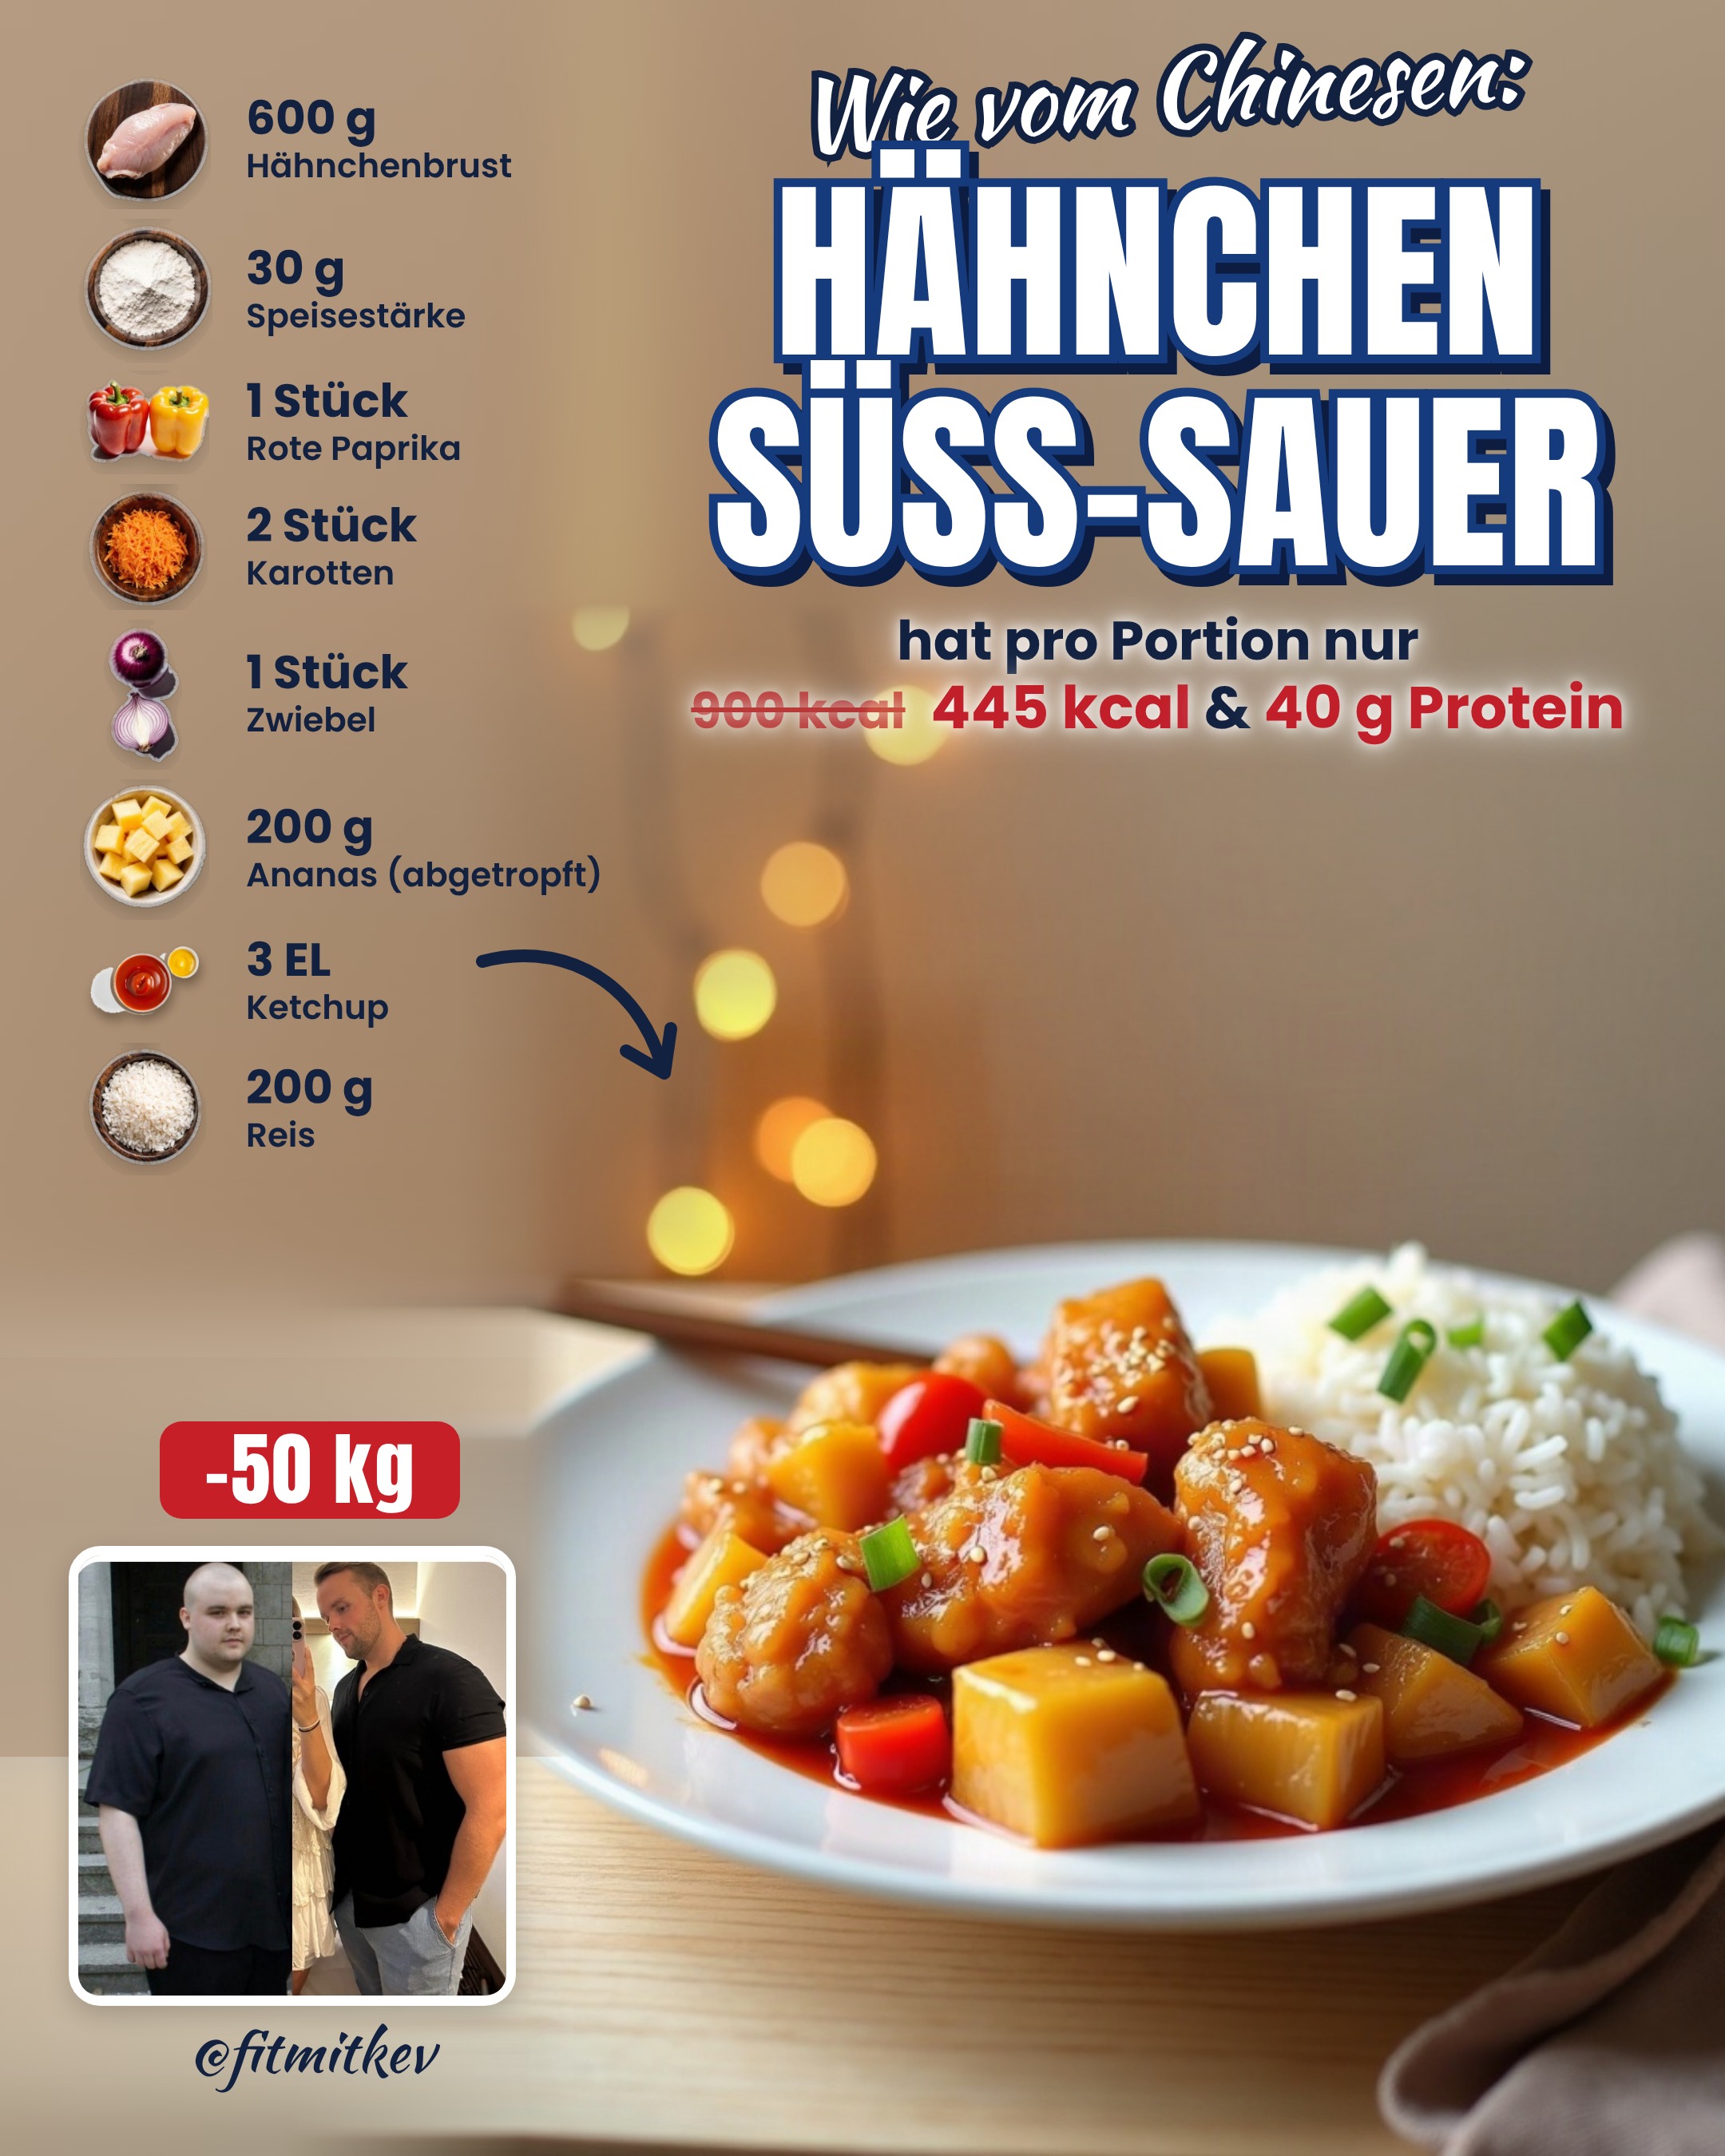 Wie vom Chinesen:
HÄHNCHEN
SÜSS-SAUER
hat pro Portion nur
900 kcal 445 kcal & 40 g Protein
600 g
Hähnchenbrust
30 g
Speisestärke
1 Stück
Rote Paprika
2 Stück
Karotten
1 Stück
Zwiebel
200 g
Ananas (abgetropft)
3 EL
Ketchup
200 g
Reis
-50 kg
@fitmitkev